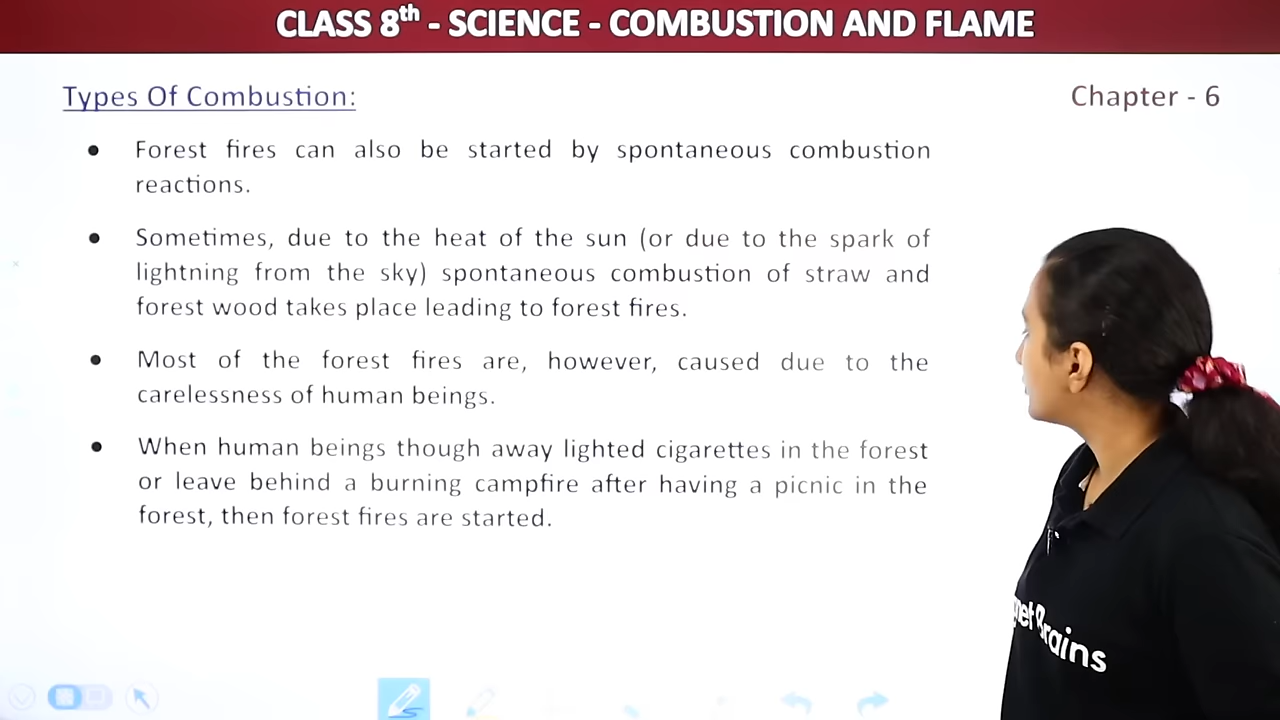 CLASS 8th - SCIENCE - COMBUSTION AND FLAME
Types Of Combustion:
Chapter - 6
• Forest fires can also be started by spontaneous combustion
reactions.
• Sometimes, due to the heat of the sun (or due to the spark of
lightning from the sky) spontaneous combustion of straw and
forest wood takes place leading to forest fires.
• Most of the forest fires are, however, caused due to the
carelessness of human beings.
• When human beings though away lighted cigarettes in the forest
or leave behind a burning campfire after having a picnic in the
forest, then forest fires are started.
Brains